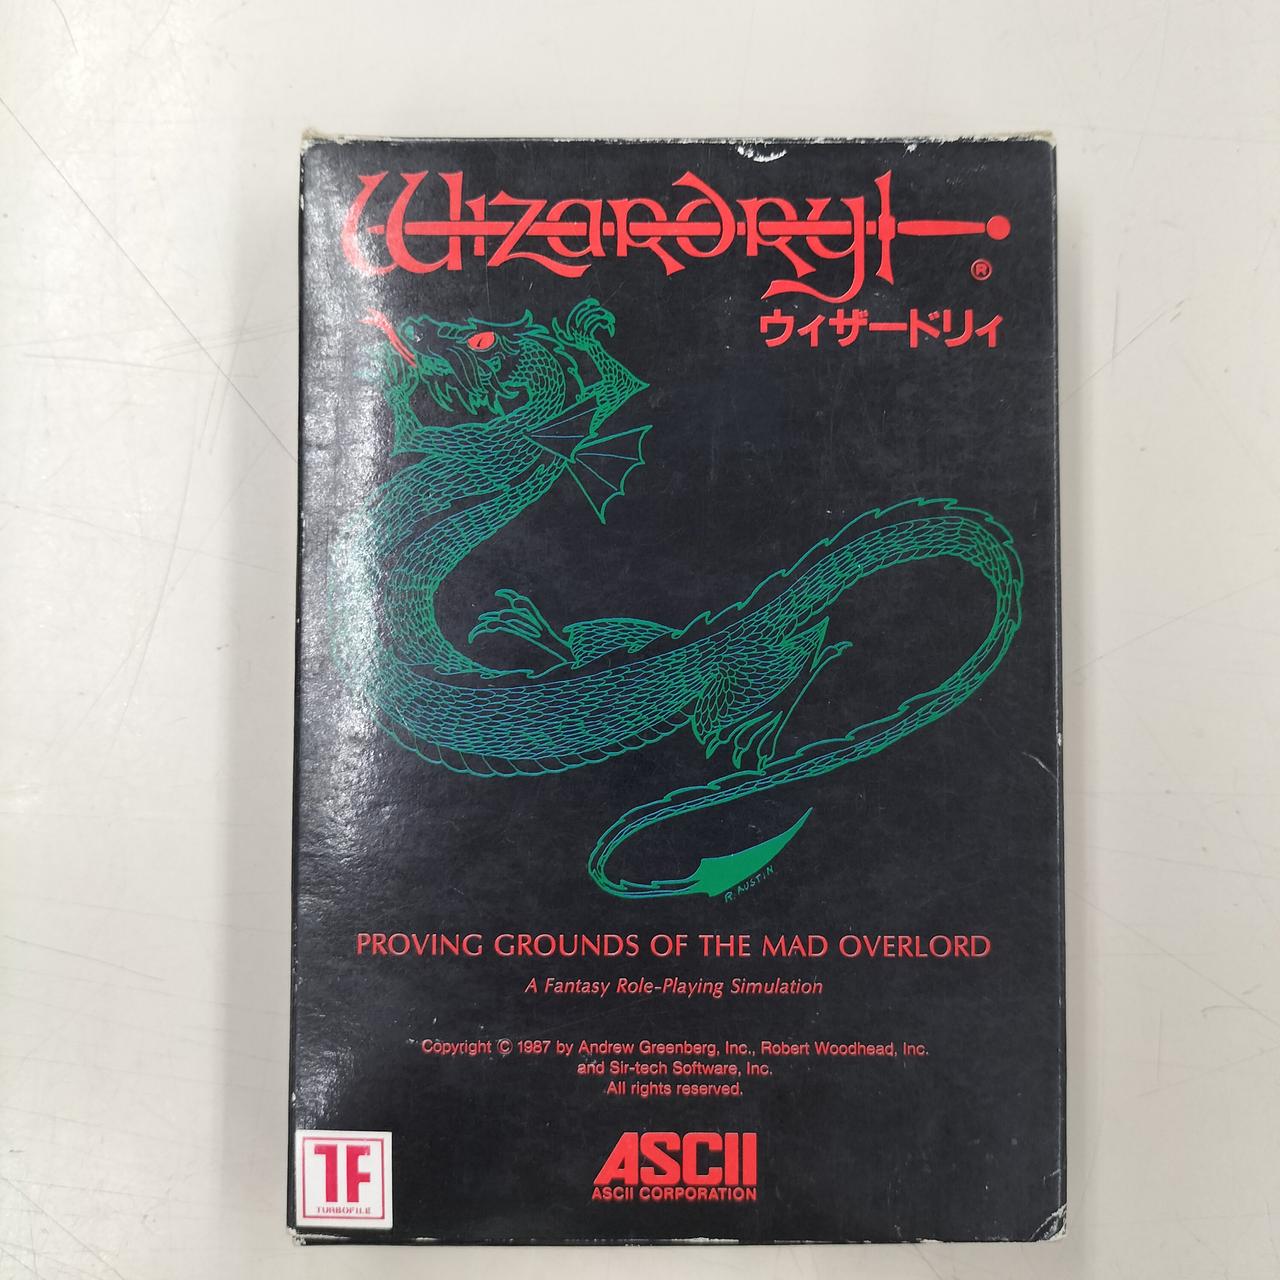 Wizardry
®
ウィザードリィ
R. AUSTIN
PROVING GROUNDS OF THE MAD OVERLORD
A Fantasy Role-Playing Simulation
Copyright © 1987 by Andrew Greenberg, Inc., Robert Woodhead, Inc.
and Sir-tech Software, Inc.
All rights reserved.
ASCII
ASCII CORPORATION
TF
TURBOFILE